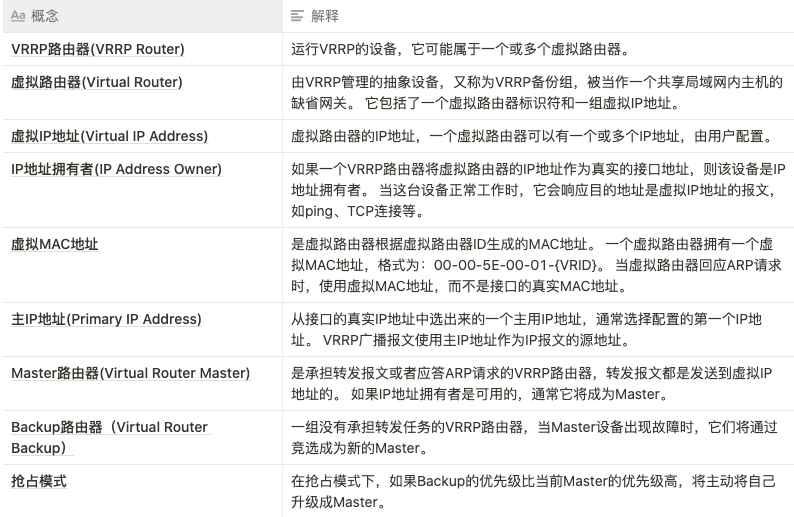 Aa 概念
解释
VRRP路由器(VRRP Router)
运行VRRP的设备，它可能属于一个或多个虚拟路由器。
虚拟路由器(Virtual Router)
由VRRP管理的抽象设备，又称为VRRP备份组，被当作一个共享局域网内主机的
缺省网关。 它包括了一个虚拟路由器标识符和一组虚拟IP地址。
虚拟IP地址(Virtual IP Address)
虚拟路由器的IP地址，一个虚拟路由器可以有一个或多个IP地址，由用户配置。
IP地址拥有者(IP Address Owner)
如果一个VRRP路由器将虚拟路由器的IP地址作为真实的接口地址，则该设备是IP
地址拥有者。 当这台设备正常工作时，它会响应目的地址是虚拟IP地址的报文，
如ping、TCP连接等。
虚拟MAC地址
是虚拟路由器根据虚拟路由器ID生成的MAC地址。 一个虚拟路由器拥有一个虚
拟MAC地址，格式为：00-00-5E-00-01-{VRID}。 当虚拟路由器回应ARP请求
时，使用虚拟MAC地址，而不是接口的真实MAC地址。
主IP地址(Primary IP Address)
从接口的真实IP地址中选出来的一个主用IP地址，通常选择配置的第一个IP地
址。 VRRP广播报文使用主IP地址作为IP报文的源地址。
Master路由器(Virtual Router Master)
是承担转发报文或者应答ARP请求的VRRP路由器，转发报文都是发送到虚拟IP
地址的。 如果IP地址拥有者是可用的，通常它将成为Master。
Backup路由器（Virtual Router
Backup）
一组没有承担转发任务的VRRP路由器，当Master设备出现故障时，它们将通过
竞选成为新的Master。
抢占模式
在抢占模式下，如果Backup的优先级比当前Master的优先级高，将主动将自己
升级成Master。